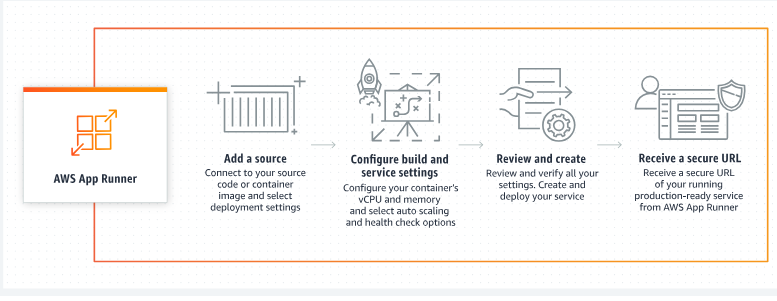 AWS App Runner
Add a source
Connect to your source
code or container
image and select
deployment settings
Configure build and
service settings
Configure your container's
vCPU and memory
and select auto scaling
and health check options
Review and create
Review and verify all your
settings. Create and
deploy your service
Receive a secure URL
Receive a secure URL
of your running
production-ready service
from AWS App Runner